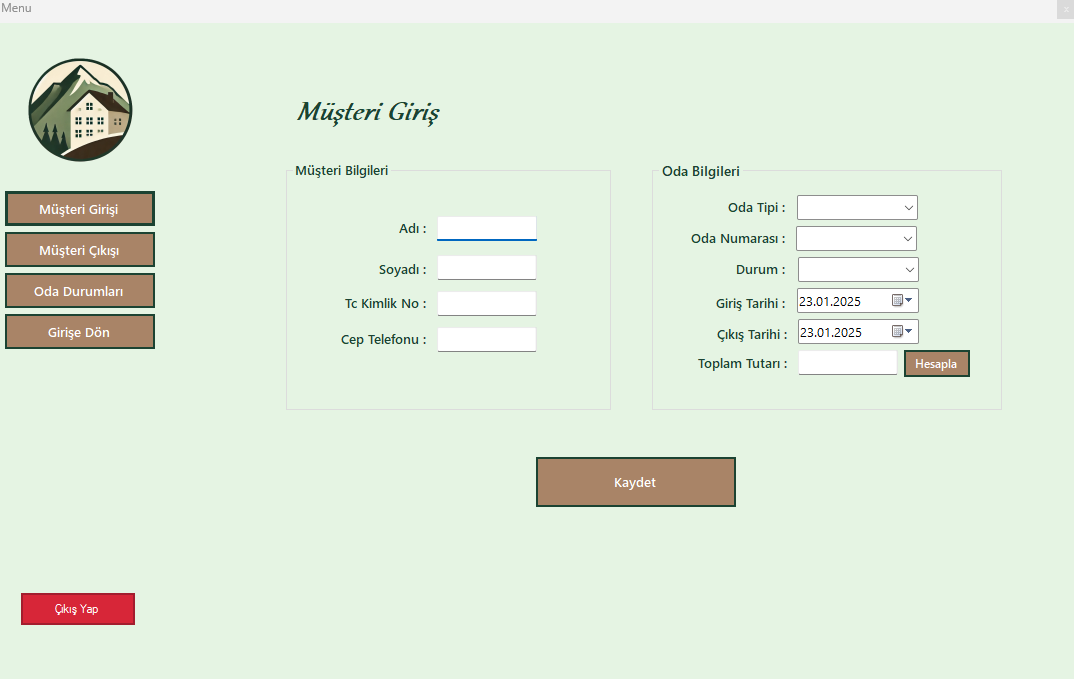 Menu
x
Müşteri Giriş
Müşteri Girişi
Müşteri Çıkışı
Oda Durumları
Girişe Dön
Çıkış Yap
Müşteri Bilgileri
Adı :
Soyadı :
Tc Kimlik No :
Cep Telefonu :
Oda Bilgileri
Oda Tipi :
Oda Numarası :
Durum :
Giriş Tarihi : 23.01.2025
Çıkış Tarihi : 23.01.2025
Toplam Tutarı : Hesapla
Kaydet